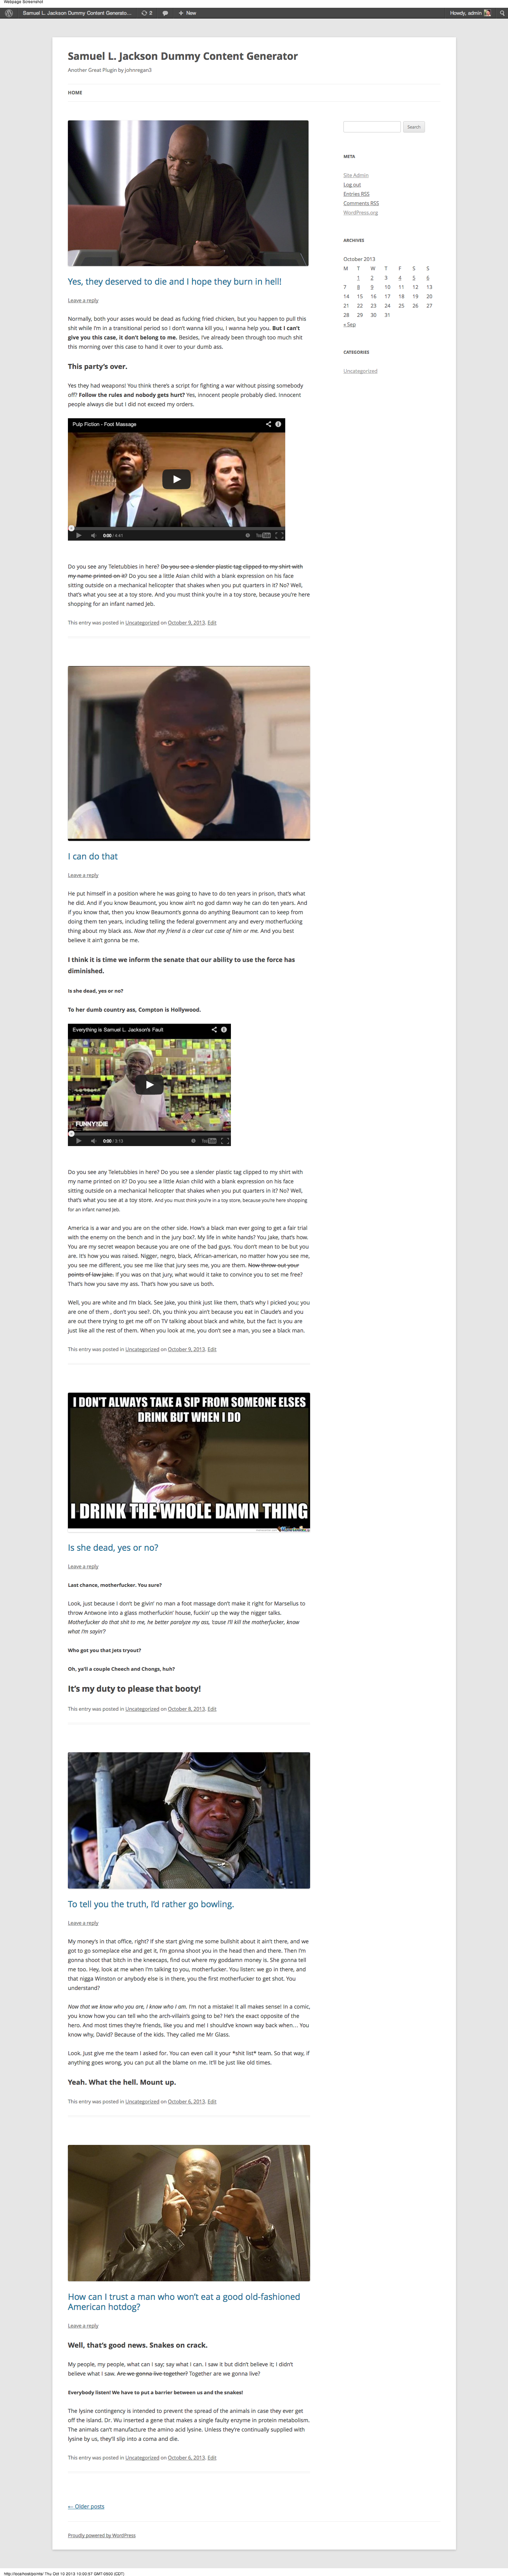 Webpage Screenshot
Samuel L. Jackson Dummy Content Generato... 0 New Howdy, admin
Samuel L. Jackson Dummy Content Generator
Another Great Plugin by Johnregan3
HOME
Yes, they deserved to die and I hope they burn in hell!
Leave a reply
Normally, both your asses would be dead as fucking fried chicken, but you happen to pull this
shit while I'm in a transitional period so I don't wanna kill you, I wanna help you. But I can't
give you this case, it don't belong to me. Besides, I've already been through too much shit
this morning over this case to hand it over to your dumb ass.
This party's over.
Yes they had weapons! You think there's a script for fighting a war without pissing somebody
off? Follow the rules and nobody gets hurt? Yes, innocent people probably died. Innocent
people always die but I did not exceed my orders.
Pulp Fiction - Foot Massage
0:00 / 4:41
YouTube
Do you see any Teletubbies in here? Do you see a slender plastic tag clipped to my shirt with
my name printed on it? Do you see a little Asian child with a blank expression on his face
sitting outside on a mechanical helicopter that shakes when you put quarters in it? No? Well,
that's what you see at a toy store. And you must think you're in a toy store, because you're here
shopping for an infant named Jeb.
This entry was posted in Uncategorized on October 9, 2013. Edit
I can do that
Leave a reply
He put himself in a position where he was going to have to do ten years in prison, that's what
he did. And if you know Beaumont, you know ain't no god damn way he can do ten years. And
if you know that, then you know Beaumont's gonna do anything Beaumont can to keep from
doing them ten years, including telling the federal government any and every motherfucking
thing about my black ass. Now that my friend is a clear cut case of him or me. And you best
believe it ain't gonna be me.
I think it is time we inform the senate that our ability to use the force has
diminished.
Is she dead, yes or no?
To her dumb country ass, Compton is Hollywood.
Everything is Samuel L. Jackson's Fault
FUNNY OR DIE
0:00 / 3:13
YouTube
Do you see any Teletubbies in here? Do you see a slender plastic tag clipped to my shirt with
my name printed on it? Do you see a little Asian child with a blank expression on his face
sitting outside on a mechanical helicopter that shakes when you put quarters in it? No? Well,
that's what you see at a toy store. And you must think you're in a toy store, because you're here shopping
for an infant named Jeb.
America is a war and you are on the other side. How's a black man ever going to get a fair trial
with the enemy on the bench and in the jury box?. My life in white hands? You Jake, that's how.
You are my secret weapon because you are one of the bad guys. You don't mean to be but you
are. It's how you was raised. Nigger, negro, black, African-american, no matter how you see me,
you see me different, you see me like that jury sees me, you are them. Now throw out your
points of law Jake. If you was on that jury, what would it take to convince you to set me free?
That's how you save my ass. That's how you save us both.
Well, you are white and I'm black. See Jake, you think just like them, that's why I picked you; you
are one of them , don't you see?. Oh, you think you ain't because you eat in Claude's and you
are out there trying to get me off on TV talking about black and white, but the fact is you are
just like all the rest of them. When you look at me, you don't see a man, you see a black man.
This entry was posted in Uncategorized on October 9, 2013. Edit
I DON'T ALWAYS TAKE A SIP FROM SOMEONE ELSES
DRINK BUT WHEN I DO
I DRINK THE WHOLE DAMN THING
Is she dead, yes or no?
Leave a reply
Last chance, motherfucker. You sure?
Look, just because I don't be givin' no man a foot massage don't make it right for Marsellus to
throw Antwone into a glass motherfuckin' house, fuckin' up the way the nigger talks.
Motherfucker do that shit to me, he better paralyze my ass, 'cause I'll kill the motherfucker, know
what I'm sayin'?
Who got you that Jets tryout?
Oh, ya'll a couple Cheech and Chongs, huh?
It's my duty to please that booty!
This entry was posted in Uncategorized on October 8, 2013. Edit
To tell you the truth, I'd rather go bowling.
Leave a reply
My money's in that office, right? If she start giving me some bullshit about it ain't there, and we
got to go someplace else and get it, I'm gonna shoot you in the head then and there. Then I'm
gonna shoot that bitch in the kneecaps, find out where my goddamn money is. She gonna tell
me too. Hey, look at me when I'm talking to you, motherfucker. You listen: we go in there, and
that nigga Winston or anybody else is in there, you the first motherfucker to get shot. You
understand?
Now that we know who you are, I know who I am. I'm not a mistake! It all makes sense! In a comic,
you know how you can tell who the arch-villain's going to be? He's the exact opposite of the
hero. And most times they're friends, like you and me! I should've known way back when... You
know why, David? Because of the kids. They called me Mr Glass.
Look. Just give me the team I asked for. You can even call it your *shit list* team. So that way, if
anything goes wrong, you can put all the blame on me. It'll be just like old times.
Yeah. What the hell. Mount up.
This entry was posted in Uncategorized on October 6, 2013. Edit
How can I trust a man who won't eat a good old-fashioned
American hotdog?
Leave a reply
Well, that's good news. Snakes on crack.
My people, my people, what can I say; say what I can. I saw it but didn't believe it; I didn't
believe what I saw. Are we gonna live together? Together are we gonna live?
Everybody listen! We have to put a barrier between us and the snakes!
The lysine contingency is intended to prevent the spread of the animals in case they ever get
off the island. Dr. Wu inserted a gene that makes a single faulty enzyme in protein metabolism.
The animals can't manufacture the amino acid lysine. Unless they're continually supplied with
lysine by us, they'll slip into a coma and die.
This entry was posted in Uncategorized on October 6, 2013. Edit
← Older posts
Search
META
Site Admin
Log out
Entries RSS
Comments RSS
WordPress.org
ARCHIVES
October 2013
M T W T F S S
1 2 3 4 5 6
7 8 9 10 11 12 13
14 15 16 17 18 19 20
21 22 23 24 25 26 27
28 29 30 31
« Sep
CATEGORIES
Uncategorized
Proudly powered by WordPress